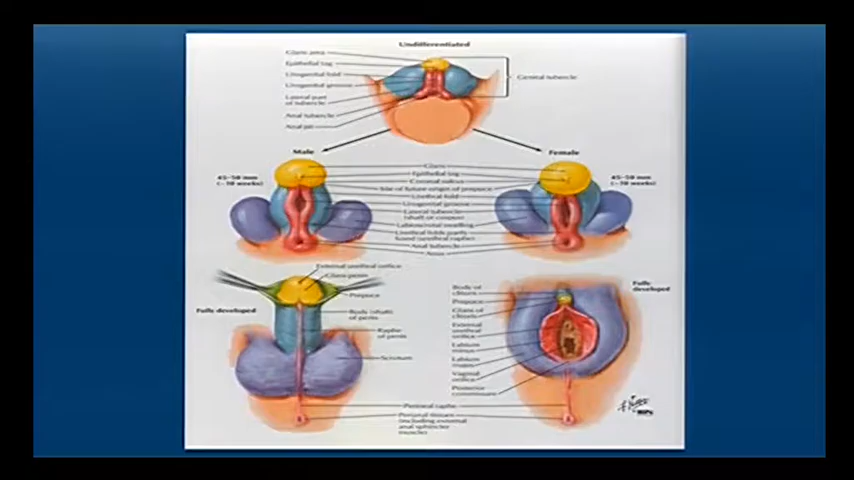 Undifferentiated
Glans area
Epithelial tag
Urogenital fold
Urogenital groove
Lateral part
of tubercle
Anal tubercle
Anal pit
Genital tubercle
Male
Female
45-50 mm
(~10 weeks)
45-50 mm
(~10 weeks)
Glans
Epithelial tag
Coronal sulcus
Site of future origin of prepuce
Urethral fold
Urogenital groove
Lateral tubercle
(shaft or corpus)
Labioscrotal swelling
Urethral folds partly
fused (urethral raphe)
Anal tubercle
Anus
External urethral orifice
Glans penis
Prepuce
Fully developed
Body (shaft)
of penis
Raphé
of penis
Scrotum
Body of
clitoris
Prepuce
Glans of
clitoris
External
urethral
orifice
Labium
minus
Labium
majus
Vaginal
orifice
Posterior
commissure
Fully
developed
Perineal raphe
Perianal tissues
(including external
anal sphincter
muscle)